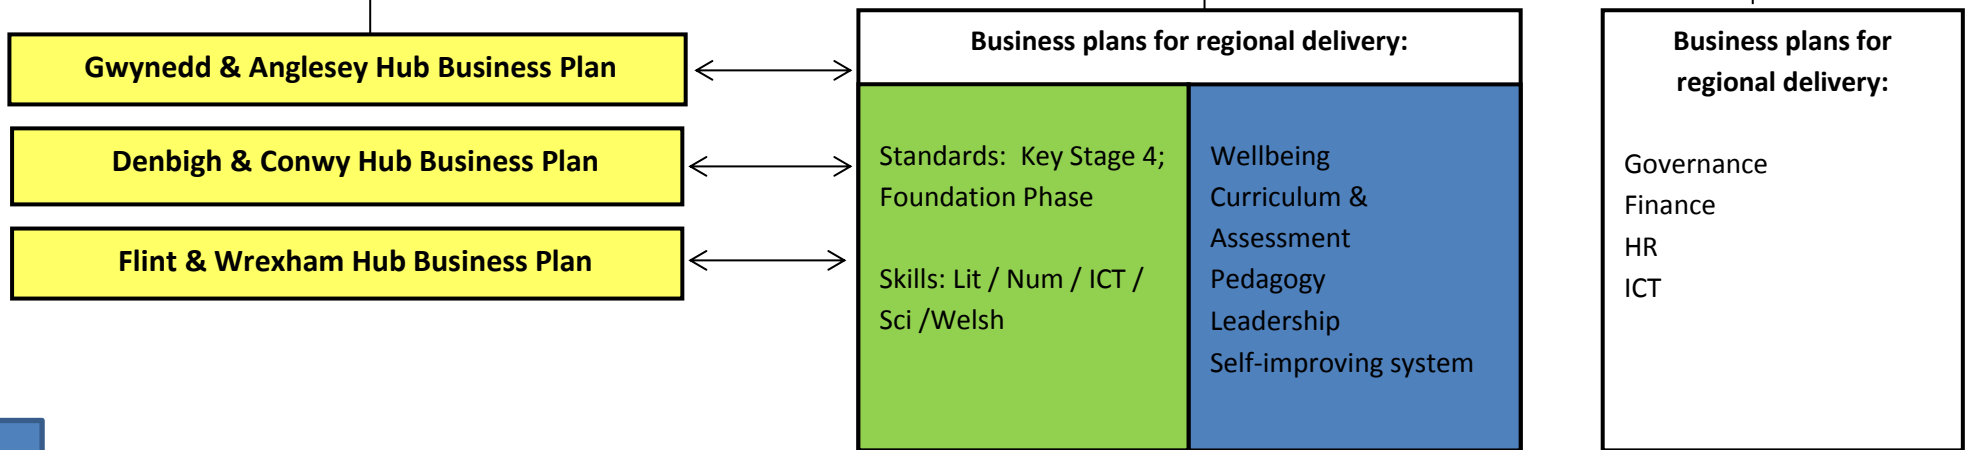 Gwynedd & Anglesey Hub Business Plan
Denbigh & Conwy Hub Business Plan
Flint & Wrexham Hub Business Plan
Business plans for regional delivery:
Standards:  Key Stage 4;
Foundation Phase
Skills: Lit / Num / ICT /
Sci /Welsh
Wellbeing
Curriculum &
Assessment
Pedagogy
Leadership
Self-improving system
Business plans for
regional delivery:
Governance
Finance
HR
ICT